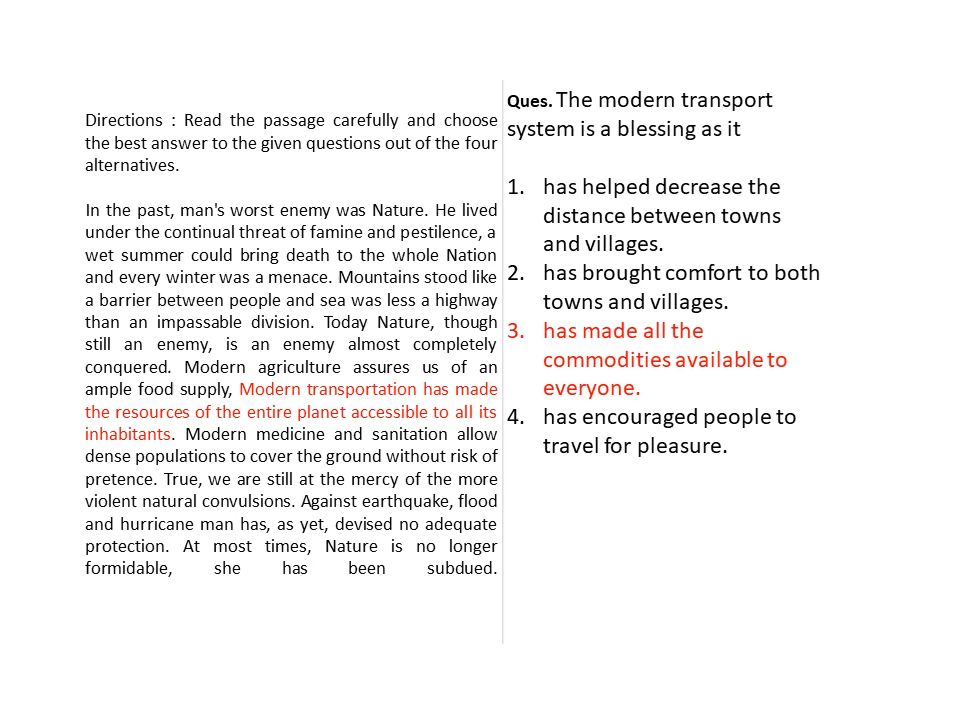 Directions : Read the passage carefully and choose
the best answer to the given questions out of the four
alternatives.
In the past, man's worst enemy was Nature. He lived
under the continual threat of famine and pestilence, a
wet summer could bring death to the whole Nation
and every winter was a menace. Mountains stood like
a barrier between people and sea was less a highway
than an impassable division. Today Nature, though
still an enemy, is an enemy almost completely
conquered. Modern agriculture assures us of an
ample food supply, Modern transportation has made
the resources of the entire planet accessible to all its
inhabitants. Modern medicine and sanitation allow
dense populations to cover the ground without risk of
pretence. True, we are still at the mercy of the more
violent natural convulsions. Against earthquake, flood
and hurricane man has, as yet, devised no adequate
protection. At most times, Nature is no longer
formidable, she has been subdued.
Ques. The modern transport
system is a blessing as it
1. has helped decrease the
distance between towns
and villages.
2. has brought comfort to both
towns and villages.
3. has made all the
commodities available to
everyone.
4. has encouraged people to
travel for pleasure.